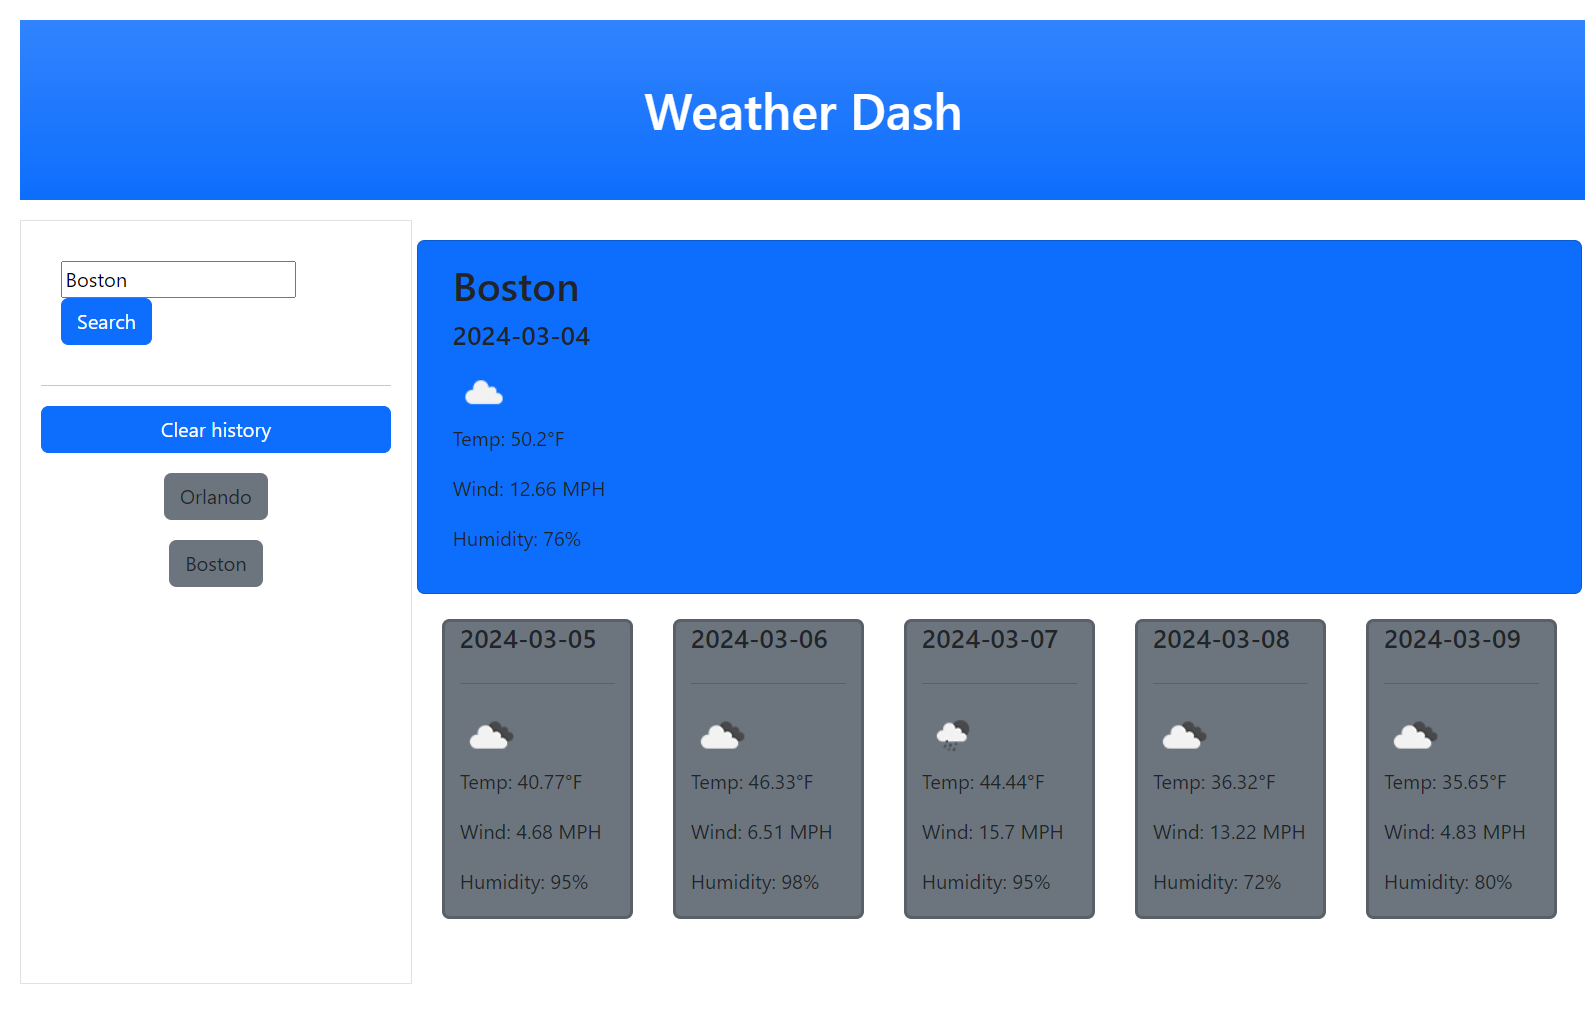 Weather Dash
Boston
Search
Clear history
Orlando
Boston
Boston
2024-03-04
Temp: 50.2°F
Wind: 12.66 MPH
Humidity: 76%
2024-03-05
Temp: 40.77°F
Wind: 4.68 MPH
Humidity: 95%
2024-03-06
Temp: 46.33°F
Wind: 6.51 MPH
Humidity: 98%
2024-03-07
Temp: 44.44°F
Wind: 15.7 MPH
Humidity: 95%
2024-03-08
Temp: 36.32°F
Wind: 13.22 MPH
Humidity: 72%
2024-03-09
Temp: 35.65°F
Wind: 4.83 MPH
Humidity: 80%